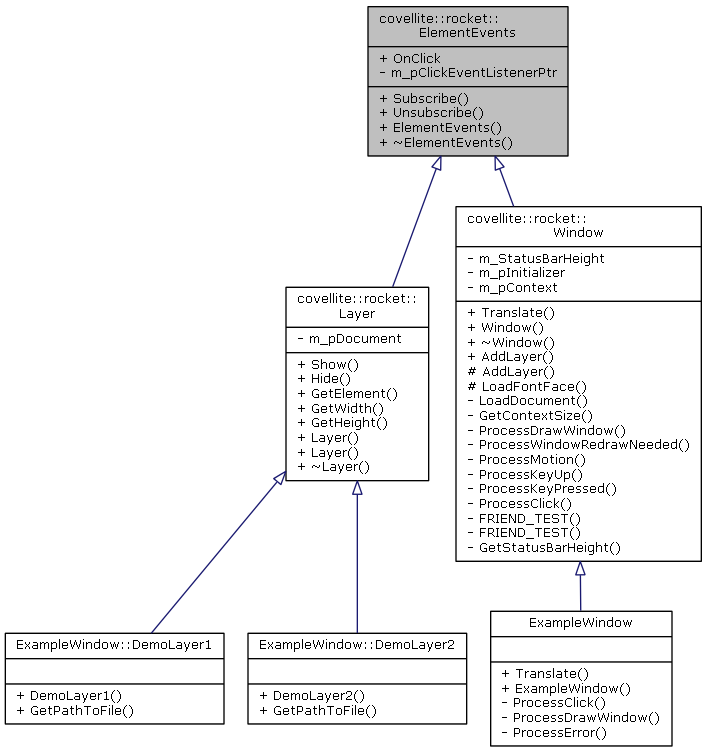 covellite::rocket::
ElementEvents
+ OnClick
- m_pClickEventListenerPtr
+ Subscribe()
+ Unsubscribe()
+ ElementEvents()
+ ~ElementEvents()
covellite::rocket::
Window
- m_StatusBarHeight
- m_pInitializer
- m_pContext
+ Translate()
+ Window()
+ ~Window()
+ AddLayer()
# AddLayer()
# LoadFontFace()
- LoadDocument()
- GetContextSize()
- ProcessDrawWindow()
- ProcessWindowRedrawNeeded()
- ProcessMotion()
- ProcessKeyUp()
- ProcessKeyPressed()
- ProcessClick()
- FRIEND_TEST()
- FRIEND_TEST()
- GetStatusBarHeight()
covellite::rocket::
Layer
- m_pDocument
+ Show()
+ Hide()
+ GetElement()
+ GetWidth()
+ GetHeight()
+ Layer()
+ Layer()
+ ~Layer()
ExampleWindow::DemoLayer1
+ DemoLayer1()
+ GetPathToFile()
ExampleWindow::DemoLayer2
+ DemoLayer2()
+ GetPathToFile()
ExampleWindow
+ Translate()
+ ExampleWindow()
- ProcessClick()
- ProcessDrawWindow()
- ProcessError()